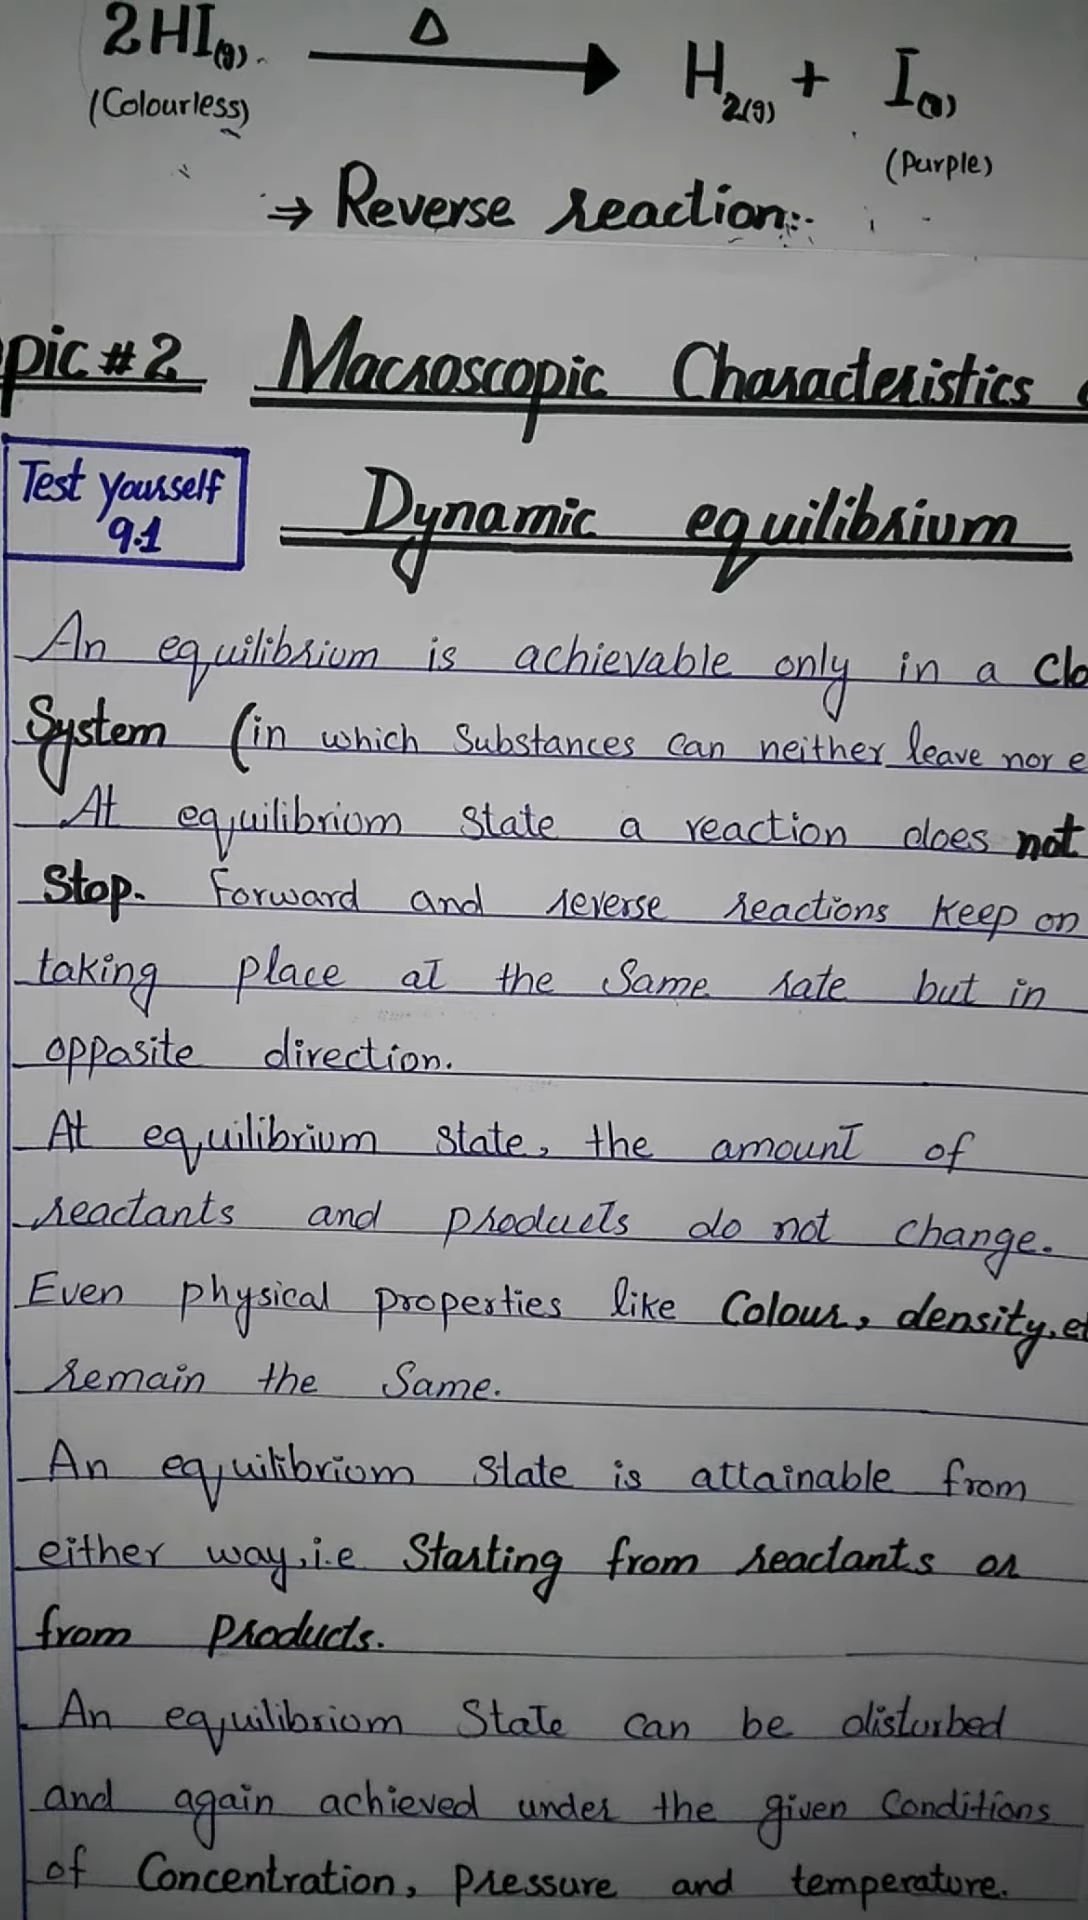 2HI(g). Δ → H2(g) + I(g)
(Colourless) (Purple)
⇒ Reverse reaction:-
pic #2 Macroscopic Characteristics
Test yourself
9.1
Dynamic equilibrium
An equilibrium is achievable only in a Clo
System (in which Substances can neither leave nor e
At equilibrium state a reaction does not
Stop. Forward and reverse reactions keep on
taking place at the Same rate but in
opposite direction.
At equilibrium state, the amount of
reactants and products do not change.
Even physical properties like Colour, density, et
remain the Same.
An equilibrium state is attainable from
either way, i.e Starting from reactants or
from Products.
An equilibrium State can be disturbed
and again achieved under the given Conditions
of Concentration, Pressure and temperature.